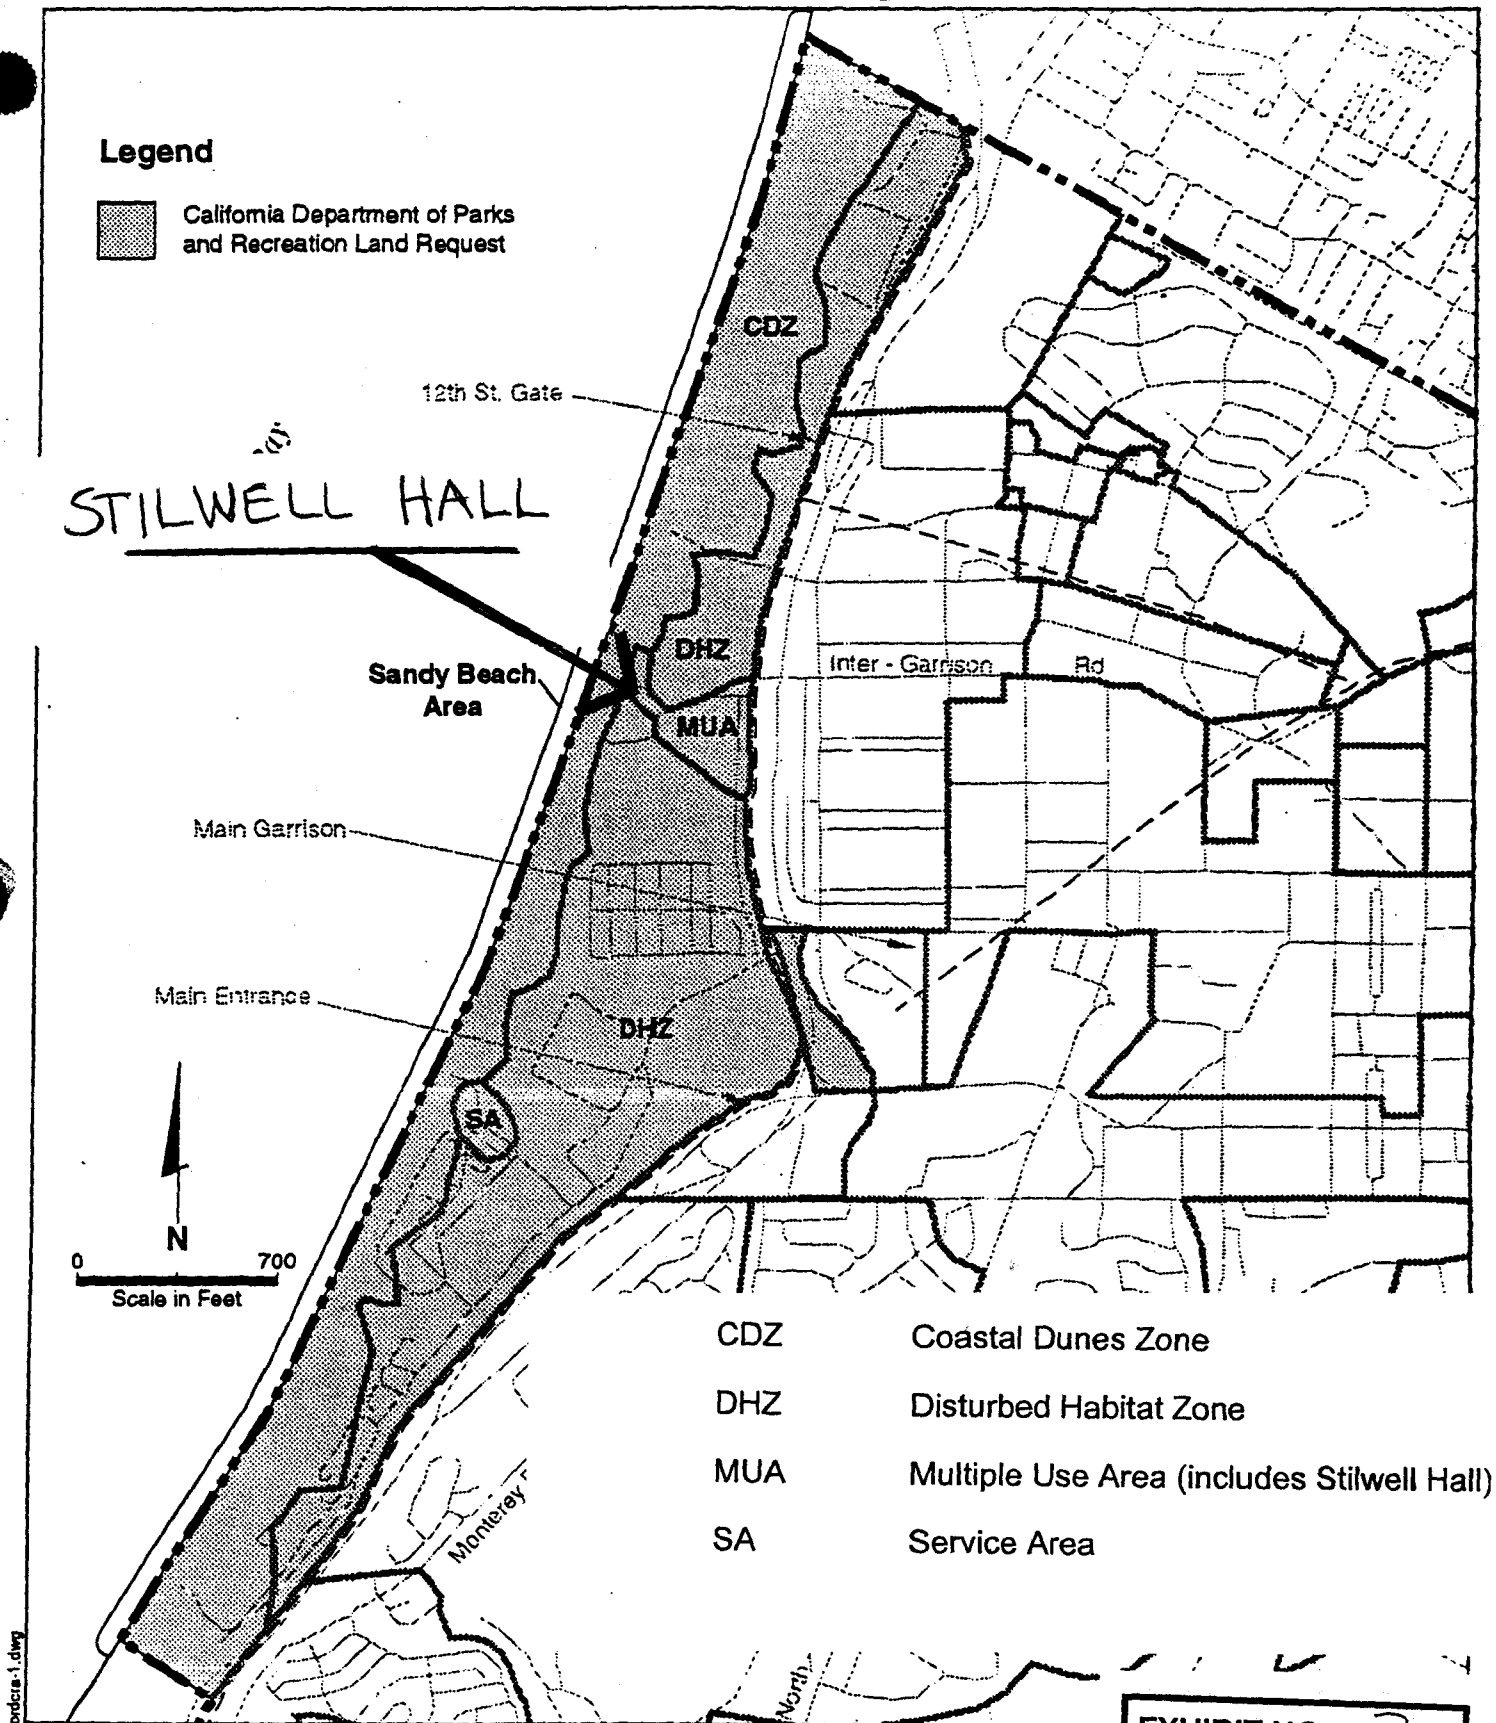 Legend
California Department of Parks
and Recreation Land Request
CDZ
12th St. Gate
STILWELL HALL
DHZ
Inter - Garrison Rd
Sandy Beach
Area
MUA
Main Garrison
Main Entrance
DHZ
SA
N
0 700
Scale in Feet
CDZ Coastal Dunes Zone
DHZ Disturbed Habitat Zone
MUA Multiple Use Area (includes Stilwell Hall)
SA Service Area
Monterey
North